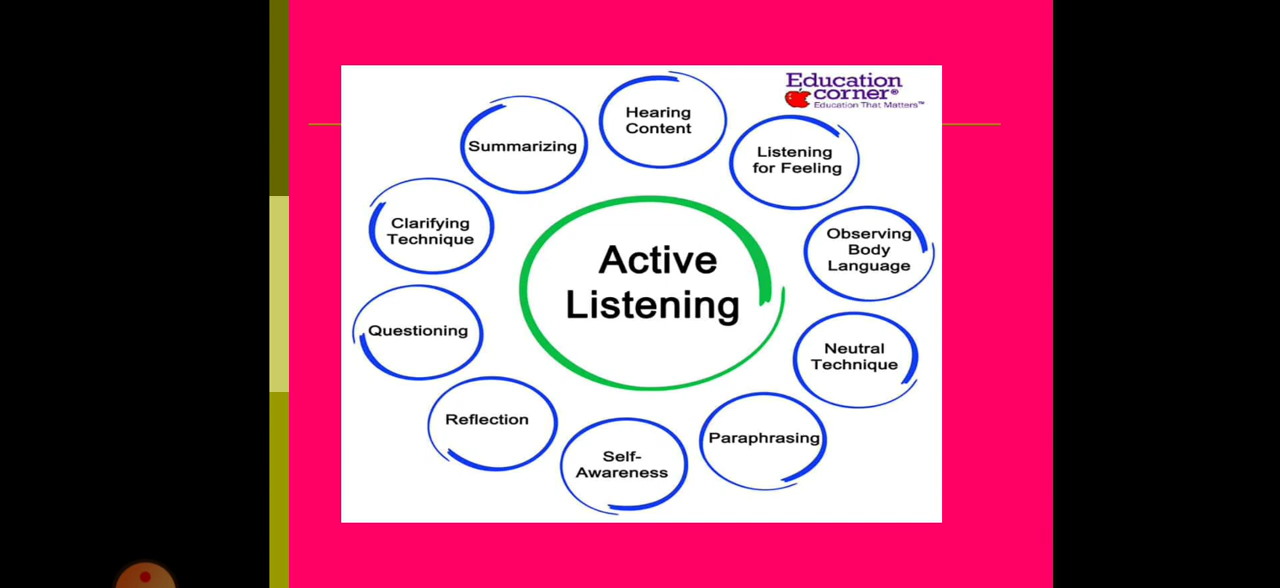 Education
corner®
Education That Matters™
Hearing
Content
Listening
for Feeling
Observing
Body
Language
Neutral
Technique
Paraphrasing
Self-
Awareness
Reflection
Questioning
Clarifying
Technique
Summarizing
Active
Listening